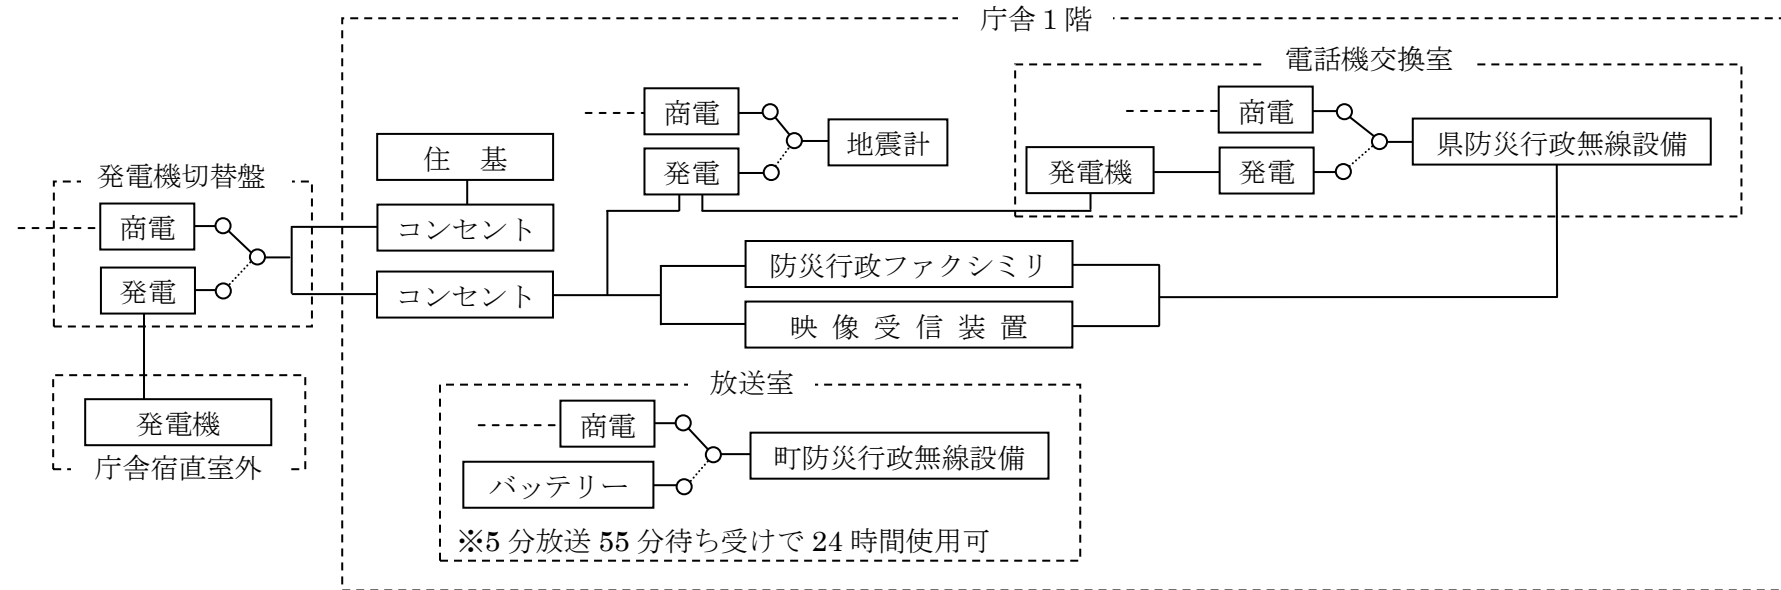 庁舎１階
電話機交換室
商電
商電
地震計
県防災行政無線設備
住　基
発電
発電機
発電
発電機切替盤
商電
コンセント
防災行政ファクシミリ
発電
コンセント
映 像 受 信 装 置
放送室
発電機
商電
町防災行政無線設備
庁舎宿直室外
バッテリー
※5 分放送 55 分待ち受けで 24 時間使用可